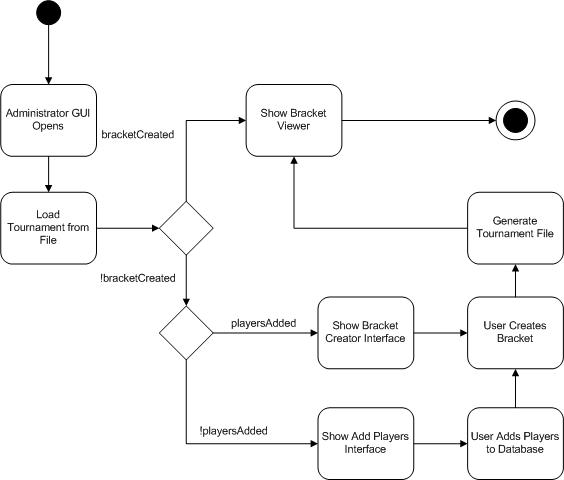 Administrator GUI
Opens
bracketCreated
Show Bracket
Viewer
Load
Tournament from
File
Generate
Tournament File
!bracketCreated
playersAdded
Show Bracket
Creator Interface
User Creates
Bracket
!playersAdded
Show Add Players
Interface
User Adds Players
to Database